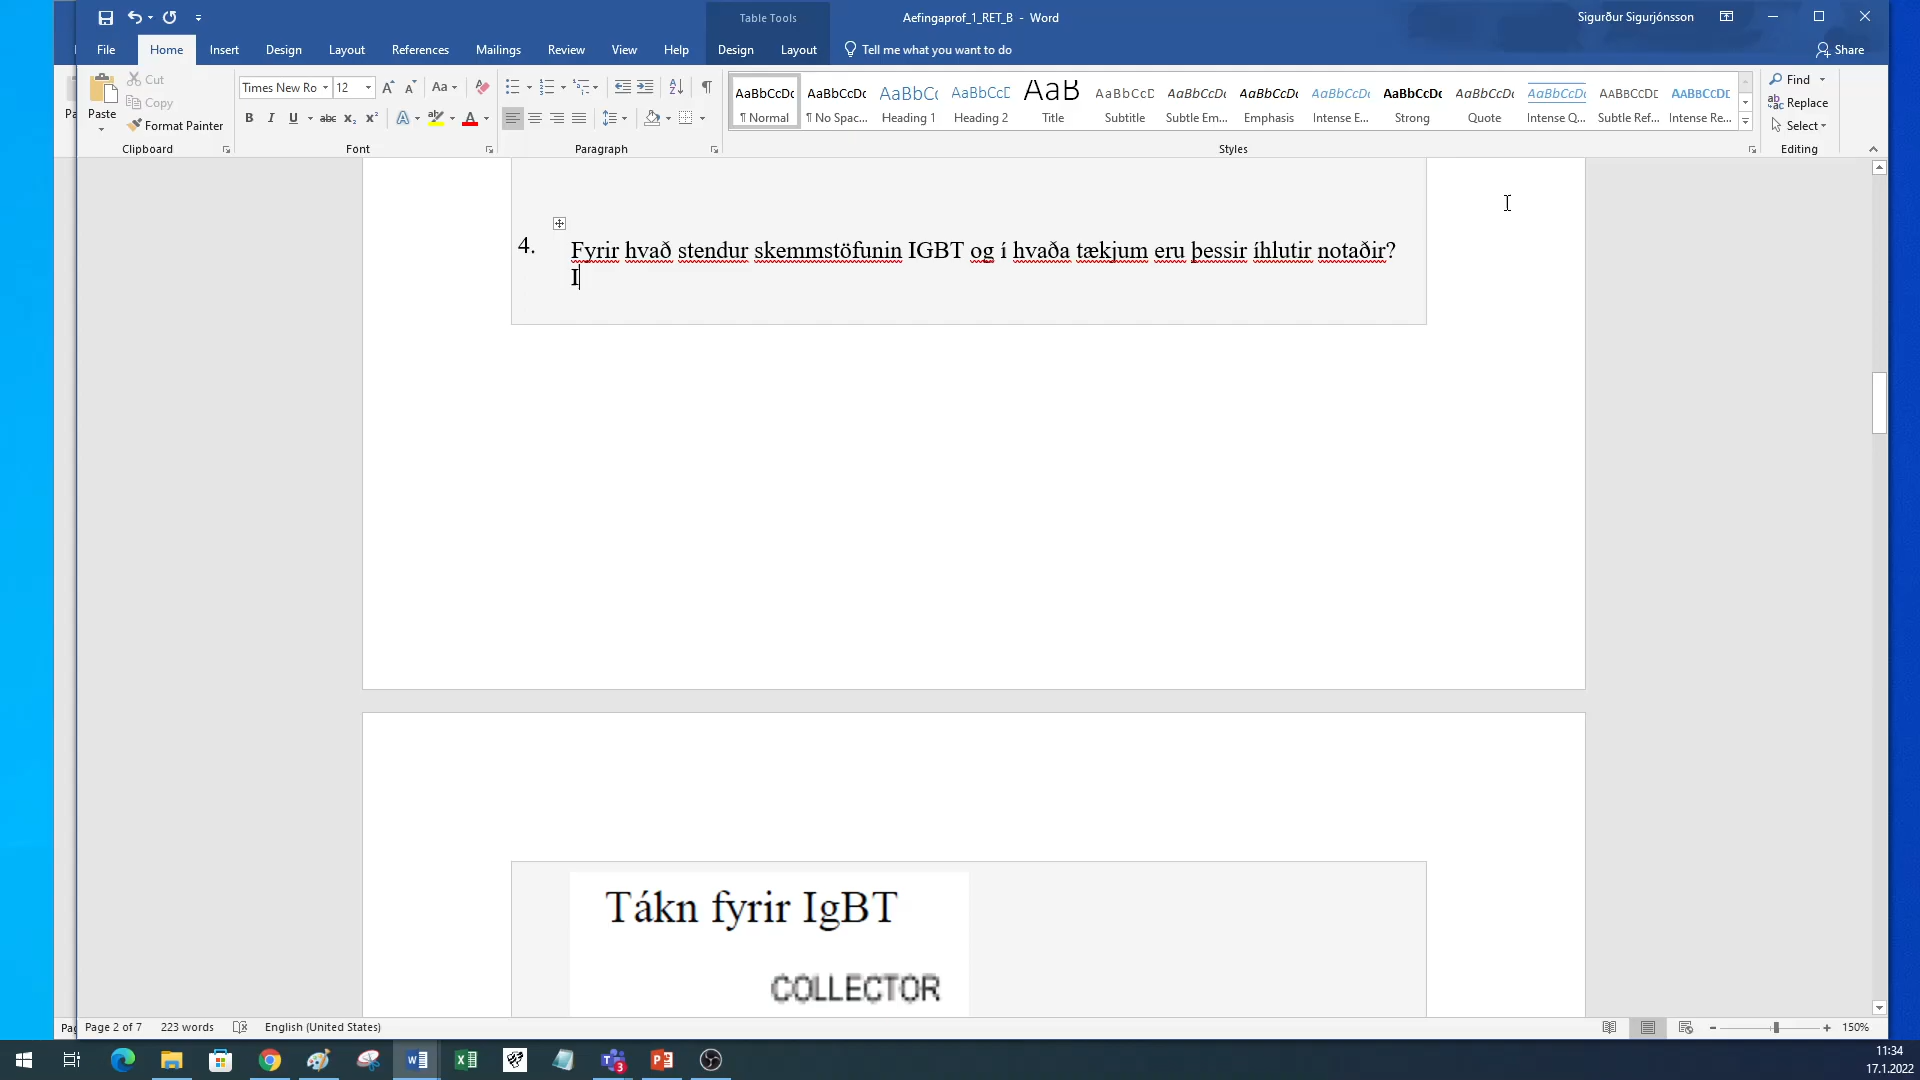 Table Tools
Aefingaprof_1_RET_B - Word
Sigurður Sigurjónsson
File Home Insert Design Layout References Mailings Review View Help Design Layout Tell me what you want to do Share
Cut
Copy
Format Painter
Paste
Clipboard
Times New Ro 12
Font
Paragraph
AaBbCcDc AaBbCcDc AaBbCc AaBbCcD AaB AaBbCcD AaBbCcDc AaBbCcDc AaBbCcDc AaBbCcDc AaBbCcDc AaBbCcDc AABBCCDE AABBCCDE
¶ Normal ¶ No Spac... Heading 1 Heading 2 Title Subtitle Subtle Em... Emphasis Intense E... Strong Quote Intense Q... Subtle Ref... Intense Re...
Styles
Find
Replace
Select
Editing
4. Fyrir hvað stendur skemmstöfunin IGBT og í hvaða tækjum eru þessir íhlutir notaðir?
I
Tákn fyrir IgBT
COLLECTOR
Page 2 of 7 223 words English (United States) 150%
11:34
17.1.2022